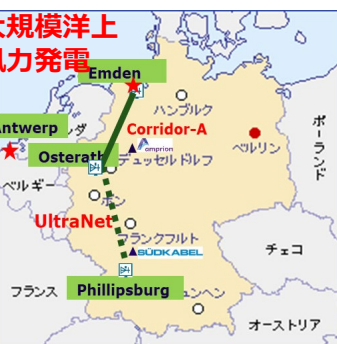 大規模洋上
風力発電
Emden
ハンブルク
Antwerp
ダ
Corridor-A
ポーランド
Amprion
ベルリン
Osterath
デュッセルドルフ
ベルギー
ボン
UltraNet
フランクフルト
SÜDKABEL
チェコ
フランス
Phillipsburg
ュンヘン
オーストリア